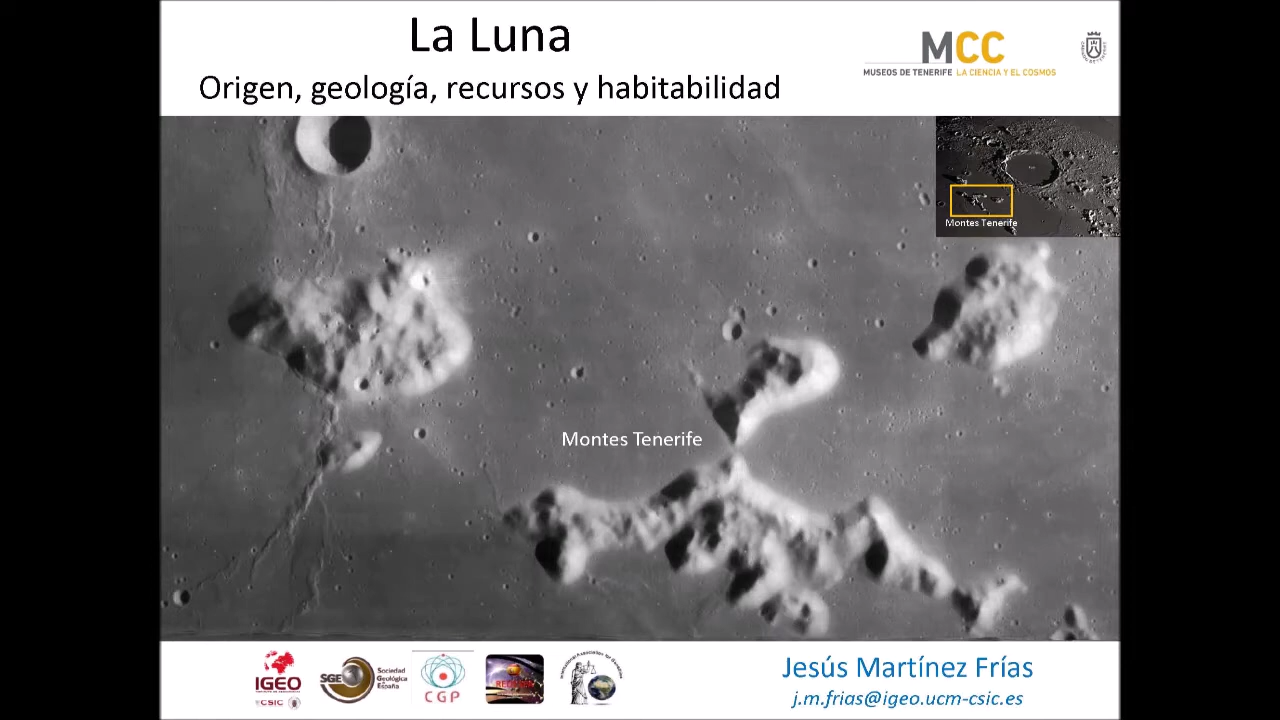 La Luna
Origen, geología, recursos y habitabilidad
MCC
MUSEOS DE TENERIFE LA CIENCIA Y EL COSMOS
Montes Tenerife
Montes Tenerife
IGEO
CSIC
SGE
Sociedad
Geológica
España
CGP
Jesús Martínez Frías
j.m.frias@igeo.ucm-csic.es